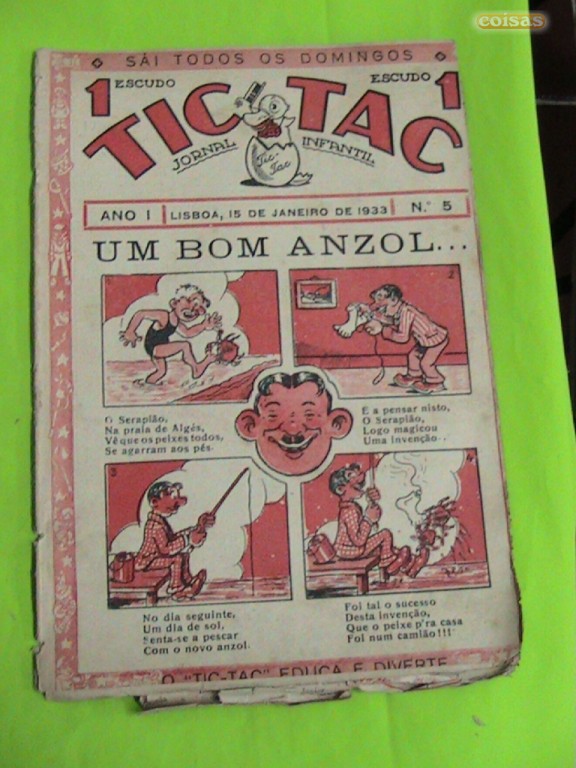 coisas
SAI TODOS OS DOMINGOS
1 ESCUDO
ESCUDO 1
TIC-TAC
JORNAL INFANTIL
Tic-
Tac
ANO I
LISBOA, 15 DE JANEIRO DE 1933
N.º 5
UM BOM ANZOL...
1
2
O Serapião,
Na praia de Algés,
Vê que os peixes todos,
Se agarram aos pés.
E a pensar nisto,
O Serapião,
Logo magicou
Uma invenção..
3
4
No dia seguinte,
Um dia de sol,
Senta-se a pescar
Com o novo anzol.
Foi tal o sucesso
Desta invenção,
Que o peixe p'ra casa
Foi num camião!!!
O "TIC-TAC" EDUCA E DIVERTE